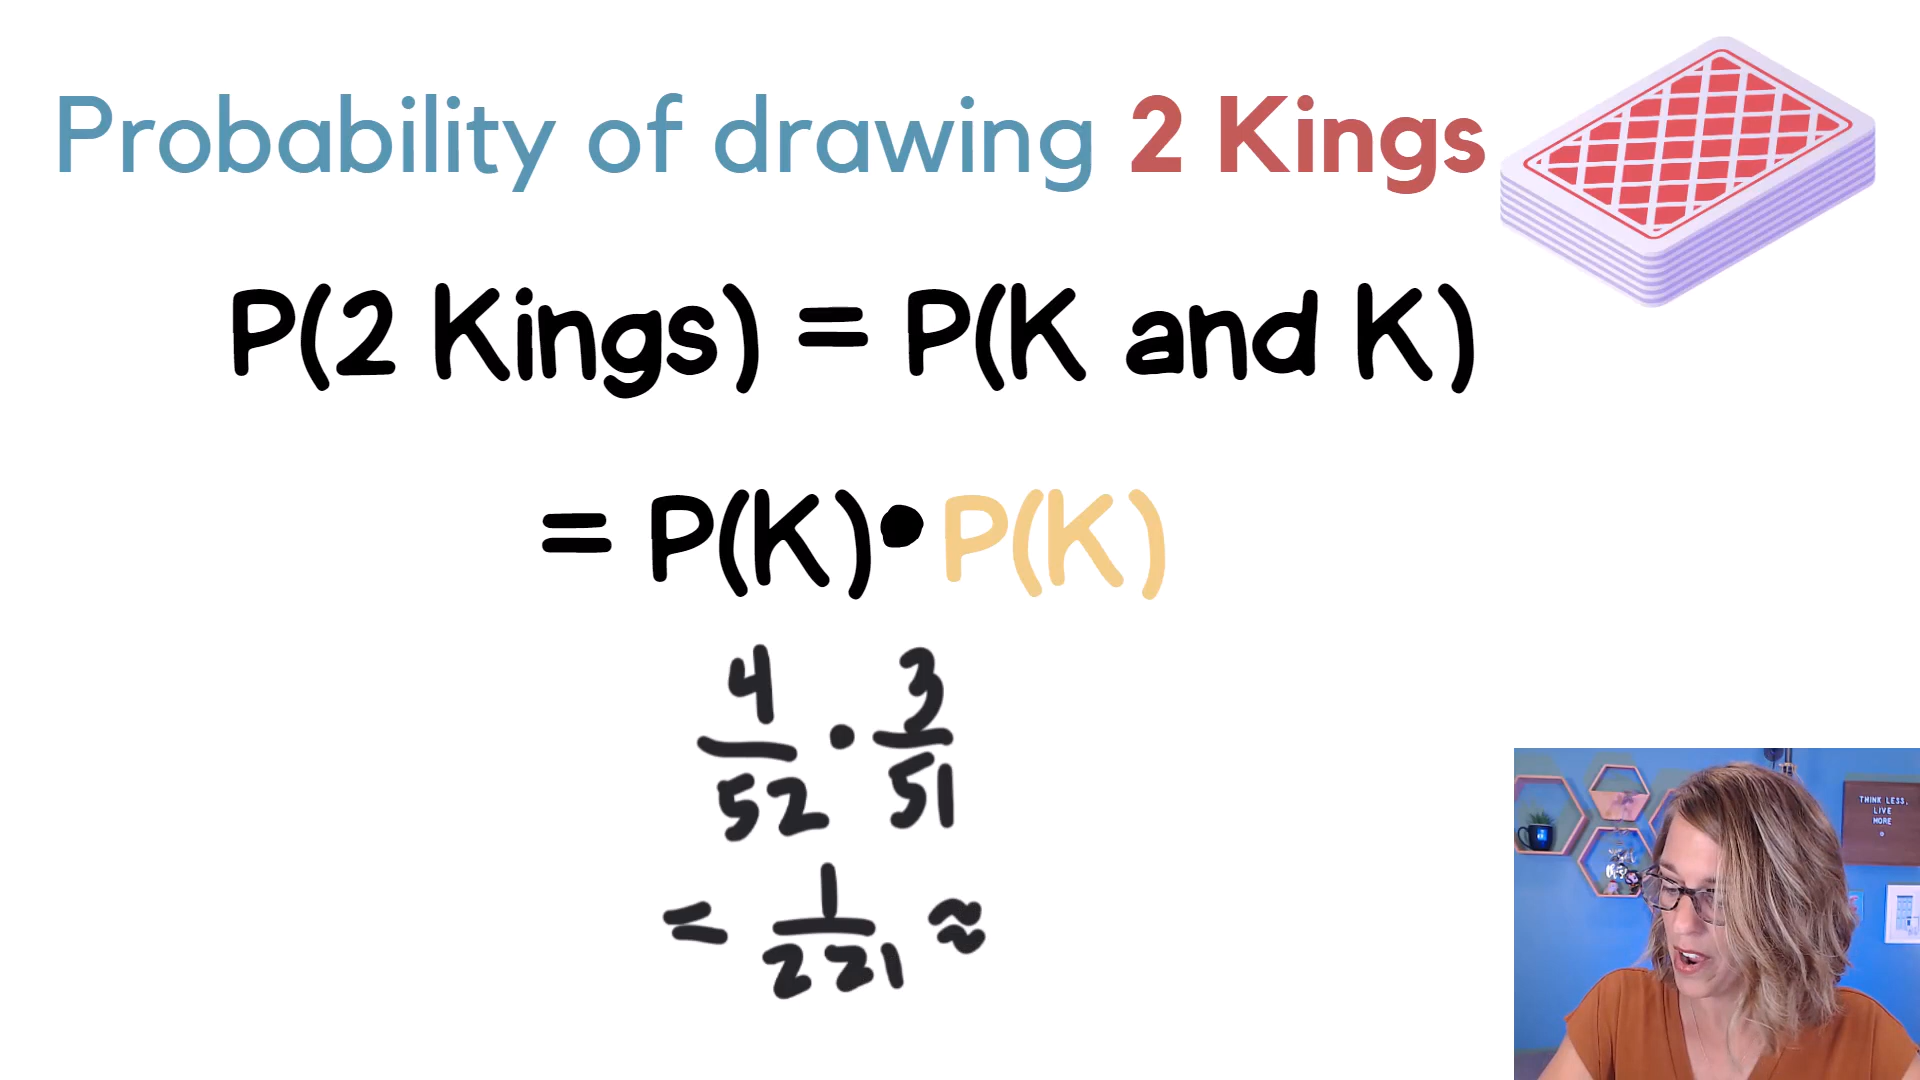 Probability of drawing 2 Kings
P(2 Kings) = P(K and K)
= P(K)•P(K)
4/52 · 3/51
= 1/221 ≈
THINK LESS,
LIVE
MORE